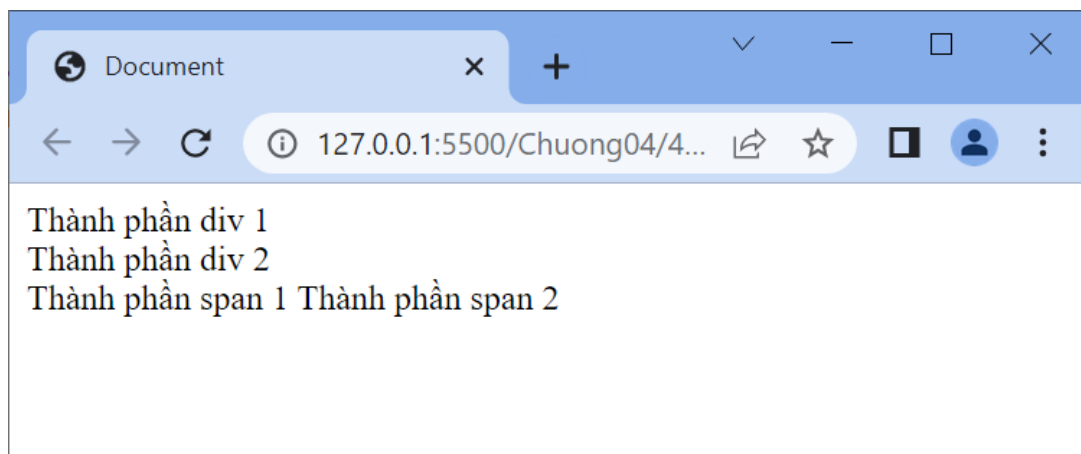 Document
127.0.0.1:5500/Chuong04/4...
Thành phần div 1
Thành phần div 2
Thành phần span 1 Thành phần span 2